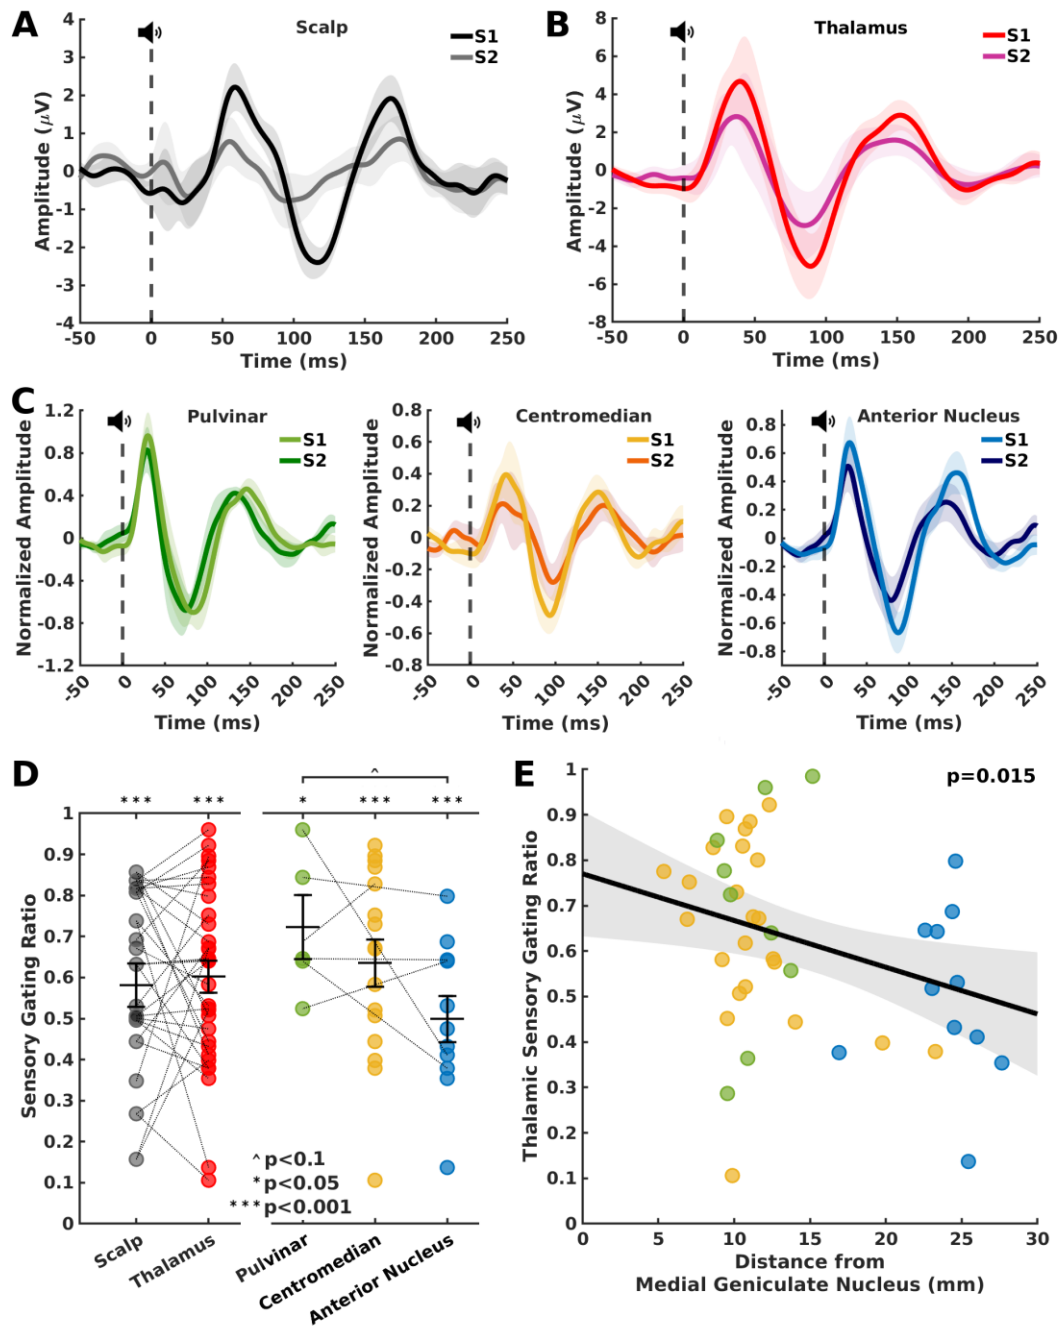 A
Scalp
S1
S2
4
3
2
1
0
-1
-2
-3
-4
Amplitude (μV)
-50 0 50 100 150 200 250
Time (ms)
B
Thalamus
S1
S2
8
6
4
2
0
-2
-4
-6
-8
Amplitude (μV)
-50 0 50 100 150 200 250
Time (ms)
C
Pulvinar
S1
S2
1.2
0.8
0.4
0
-0.4
-0.8
-1.2
Normalized Amplitude
-50 0 50 100 150 200 250
Time (ms)
Centromedian
S1
S2
0.8
0.6
0.4
0.2
0
-0.2
-0.4
-0.6
-0.8
Normalized Amplitude
-50 0 50 100 150 200 250
Time (ms)
Anterior Nucleus
S1
S2
0.8
0.6
0.4
0.2
0
-0.2
-0.4
-0.6
-0.8
Normalized Amplitude
-50 0 50 100 150 200 250
Time (ms)
D
^
*** *** * *** ***
1
0.9
0.8
0.7
0.6
0.5
0.4
0.3
0.2
0.1
0
Sensory Gating Ratio
^p<0.1
*p<0.05
***p<0.001
Scalp
Thalamus
Pulvinar
Centromedian
Anterior Nucleus
E
p=0.015
1
0.9
0.8
0.7
0.6
0.5
0.4
0.3
0.2
0.1
0
Thalamic Sensory Gating Ratio
0 5 10 15 20 25 30
Distance from
Medial Geniculate Nucleus (mm)